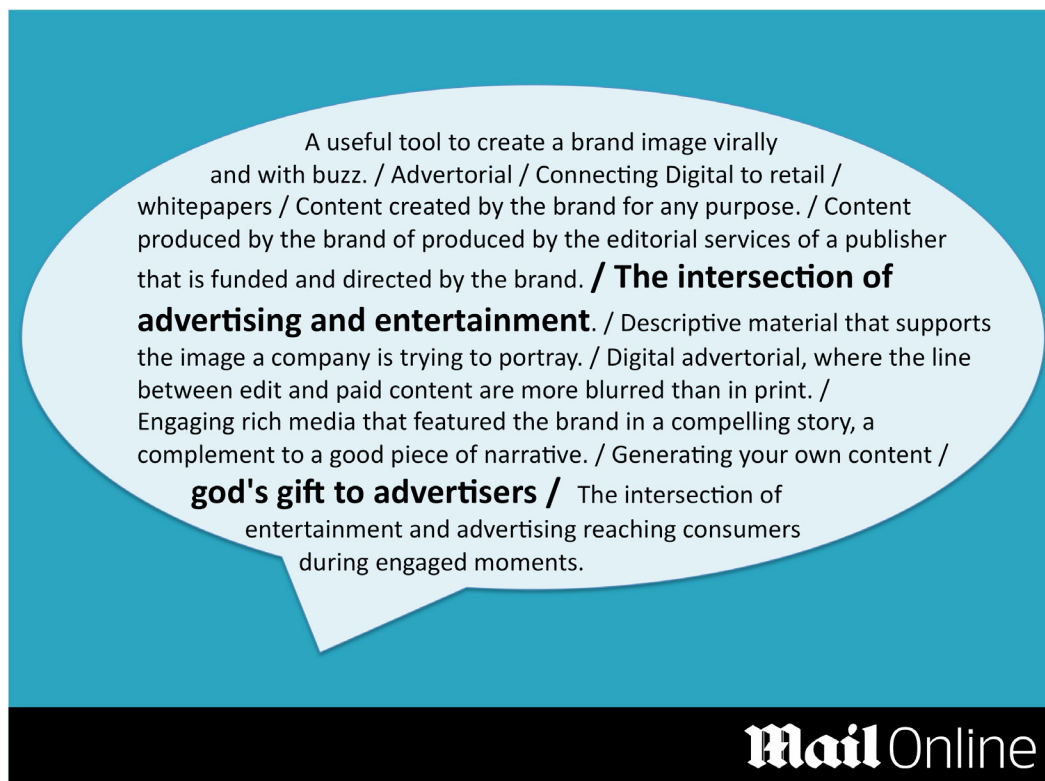 A useful tool to create a brand image virally
and with buzz. / Advertorial / Connecting Digital to retail /
whitepapers / Content created by the brand for any purpose. / Content
produced by the brand of produced by the editorial services of a publisher
that is funded and directed by the brand. / The intersection of
advertising and entertainment. / Descriptive material that supports
the image a company is trying to portray. / Digital advertorial, where the line
between edit and paid content are more blurred than in print. /
Engaging rich media that featured the brand in a compelling story, a
complement to a good piece of narrative. / Generating your own content /
god's gift to advertisers / The intersection of
entertainment and advertising reaching consumers
during engaged moments.
Mail Online